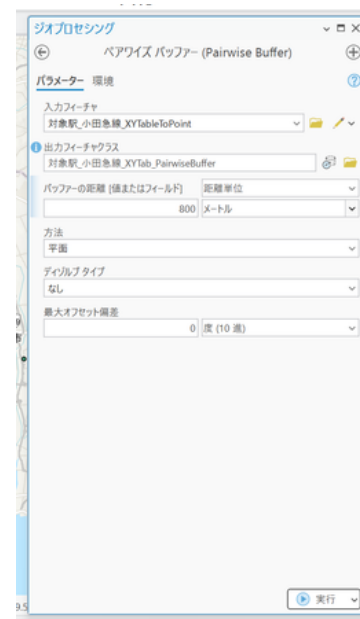 ジオプロセシング
ペアワイズ バッファー (Pairwise Buffer)
パラメーター 環境
入力フィーチャ
対象駅_小田急線_XYTableToPoint
出力フィーチャクラス
対象駅_小田急線_XYTab_PairwiseBuffer
バッファーの距離 [値またはフィールド] 距離単位
800 メートル
方法
平面
ディゾルブ タイプ
なし
最大オフセット偏差
0 度 (10 進)
実行
9.5